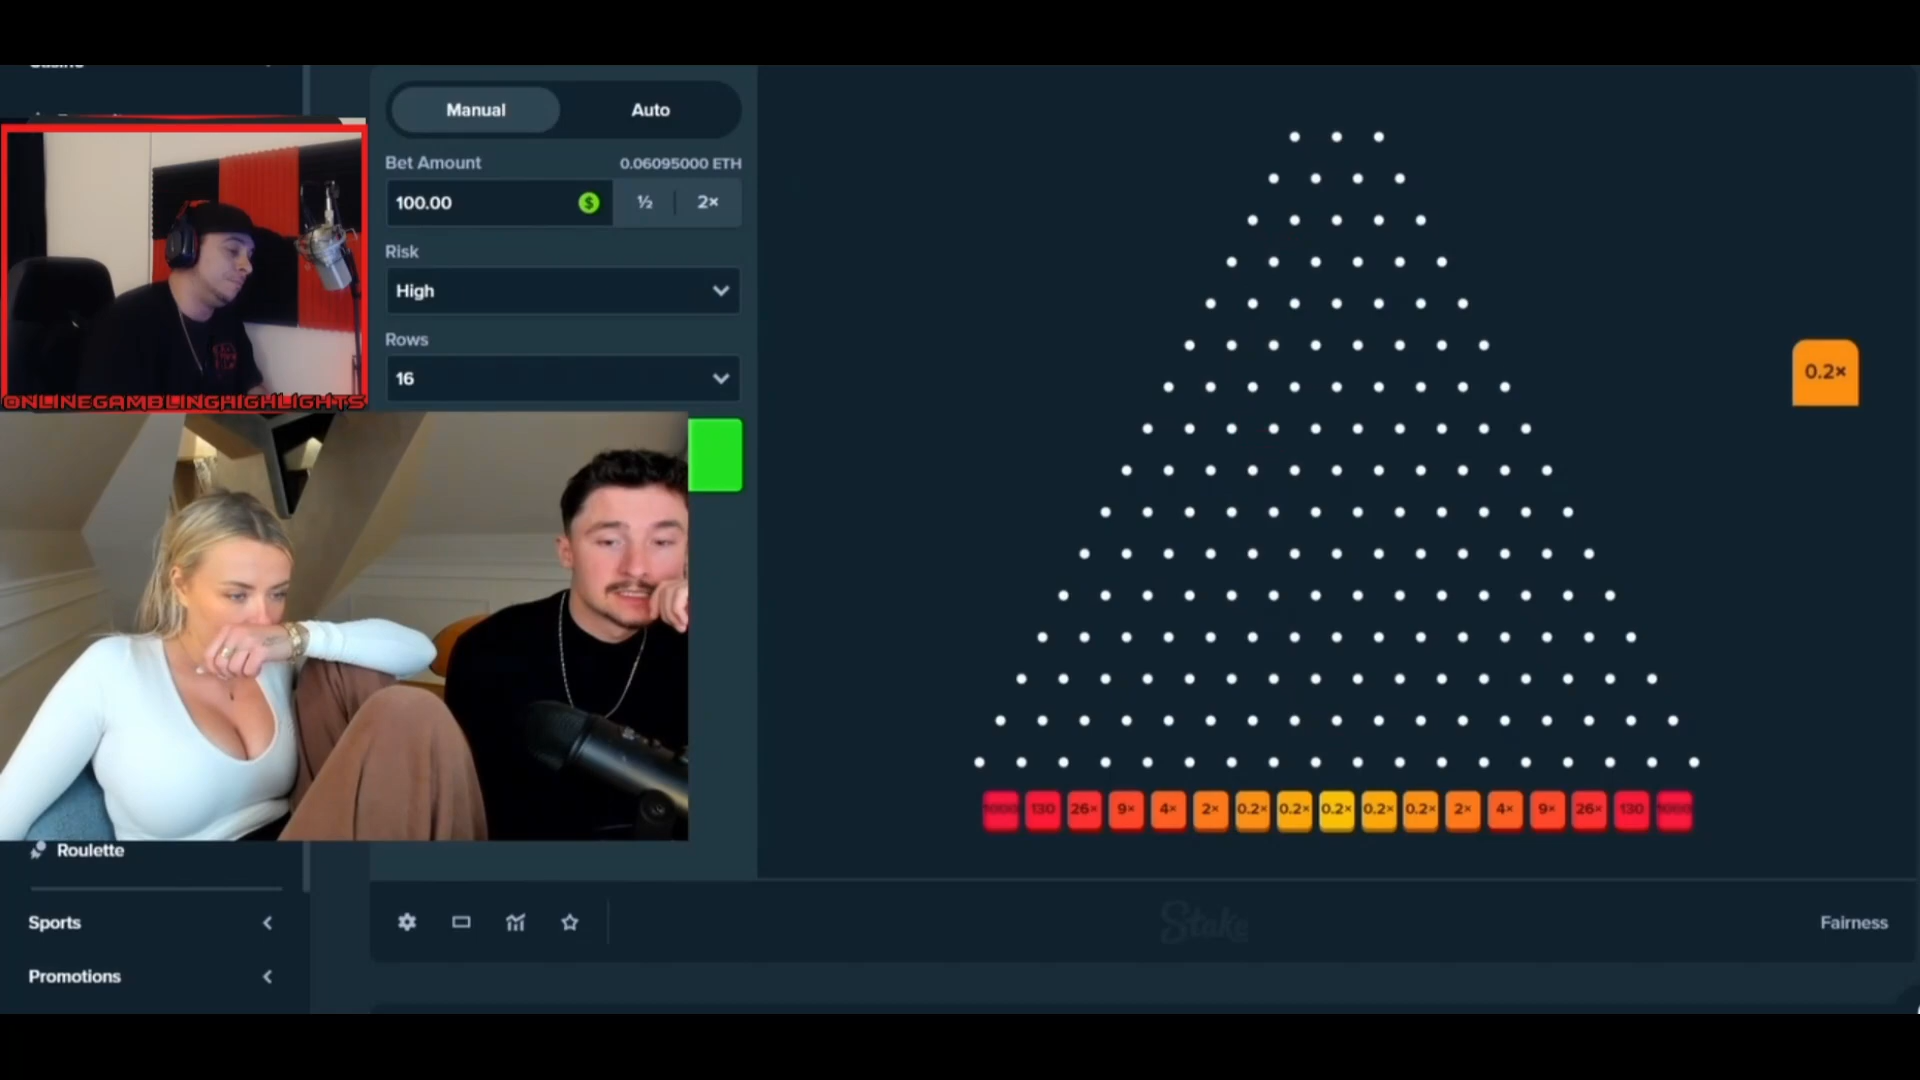 Manual Auto
Bet Amount 0.06095000 ETH
100.00 $ ½ 2×
Risk
High
Rows
16
ONLINEGAMBLINGHIGHLIGHTS
0.2×
130 26× 9× 4× 2× 0.2× 0.2× 0.2× 0.2× 0.2× 2× 4× 9× 26× 130
Roulette
Sports
Promotions
Stake
Fairness